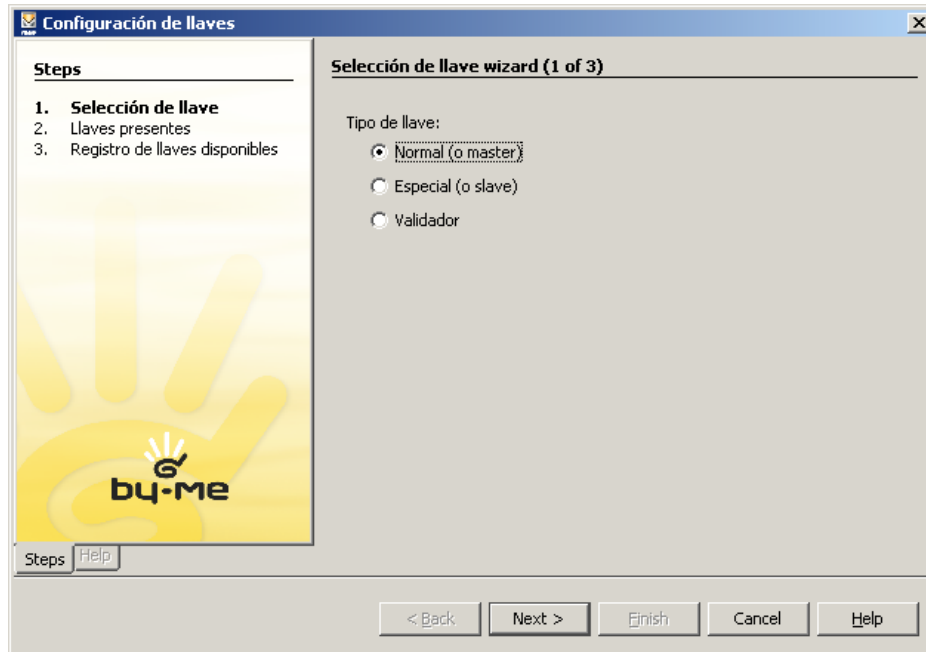 Configuración de llaves
Steps
1. Selección de llave
2. Llaves presentes
3. Registro de llaves disponibles
by-me
Steps
Help
Selección de llave wizard (1 of 3)
Tipo de llave:
Normal (o master)
Especial (o slave)
Validador
< Back
Next >
Finish
Cancel
Help